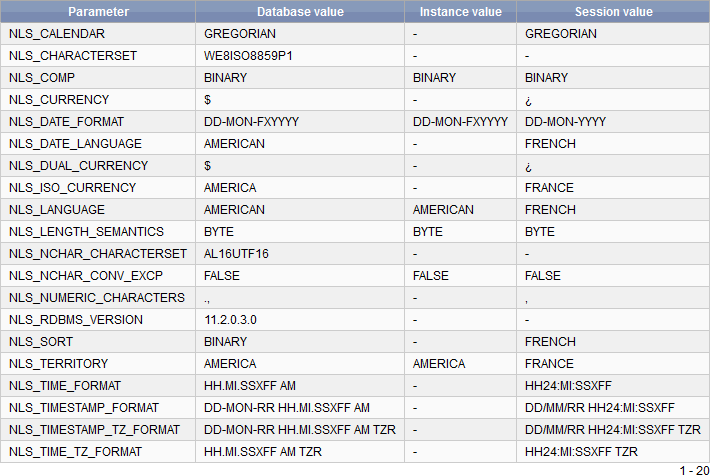 Parameter Database value Instance value Session value
NLS_CALENDAR GREGORIAN - GREGORIAN
NLS_CHARACTERSET WE8ISO8859P1 - -
NLS_COMP BINARY BINARY BINARY
NLS_CURRENCY $ - ¿
NLS_DATE_FORMAT DD-MON-FXYYYY DD-MON-FXYYYY DD-MON-YYYY
NLS_DATE_LANGUAGE AMERICAN - FRENCH
NLS_DUAL_CURRENCY $ - ¿
NLS_ISO_CURRENCY AMERICA - FRANCE
NLS_LANGUAGE AMERICAN AMERICAN FRENCH
NLS_LENGTH_SEMANTICS BYTE BYTE BYTE
NLS_NCHAR_CHARACTERSET AL16UTF16 - -
NLS_NCHAR_CONV_EXCP FALSE FALSE FALSE
NLS_NUMERIC_CHARACTERS ., - ,
NLS_RDBMS_VERSION 11.2.0.3.0 - -
NLS_SORT BINARY - FRENCH
NLS_TERRITORY AMERICA AMERICA FRANCE
NLS_TIME_FORMAT HH.MI.SSXFF AM - HH24:MI:SSXFF
NLS_TIMESTAMP_FORMAT DD-MON-RR HH.MI.SSXFF AM - DD/MM/RR HH24:MI:SSXFF
NLS_TIMESTAMP_TZ_FORMAT DD-MON-RR HH.MI.SSXFF AM TZR - DD/MM/RR HH24:MI:SSXFF TZR
NLS_TIME_TZ_FORMAT HH.MI.SSXFF AM TZR - HH24:MI:SSXFF TZR
1 - 20